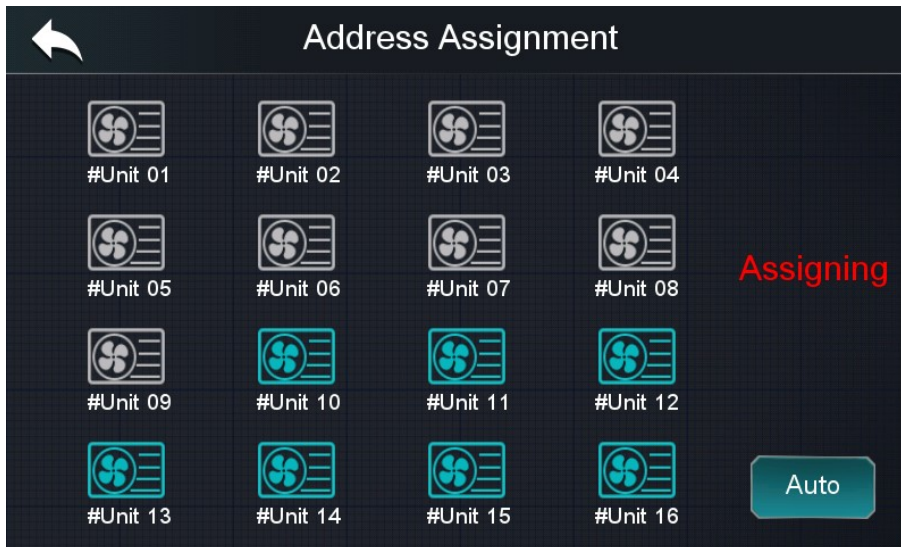 Address Assignment
#Unit 01 #Unit 02 #Unit 03 #Unit 04
#Unit 05 #Unit 06 #Unit 07 #Unit 08
Assigning
#Unit 09 #Unit 10 #Unit 11 #Unit 12
#Unit 13 #Unit 14 #Unit 15 #Unit 16
Auto